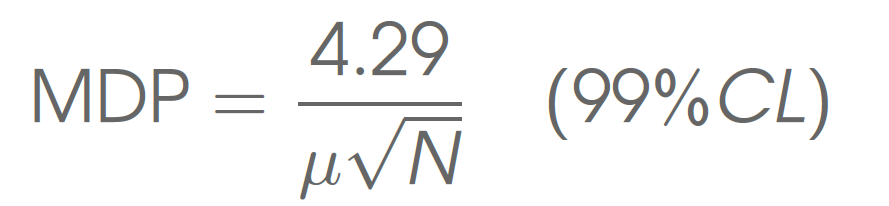 MDP = 4.29 / μ√N (99%CL)